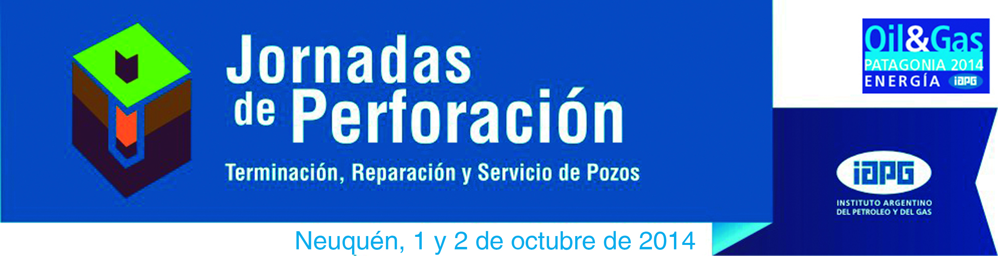 Jornadas
de Perforación
Terminación, Reparación y Servicio de Pozos
Neuquén, 1 y 2 de octubre de 2014
Oil&Gas
PATAGONIA 2014
ENERGÍA iapg
iapg
INSTITUTO ARGENTINO
DEL PETROLEO Y DEL GAS